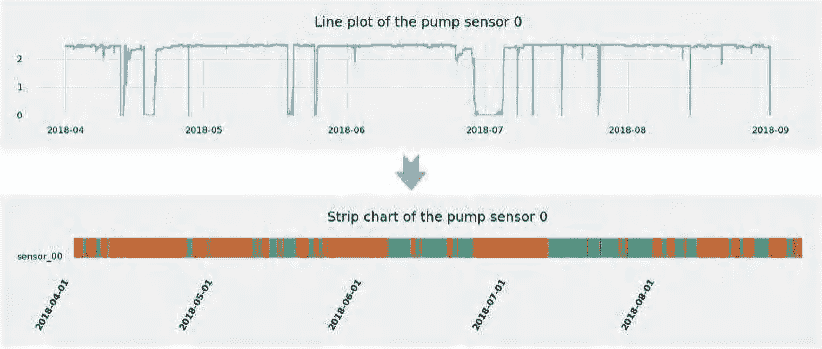 Line plot of the pump sensor 0
2
1
0
2018-04 2018-05 2018-06 2018-07 2018-08 2018-09
Strip chart of the pump sensor 0
sensor_00
2018-04-01 2018-05-01 2018-06-01 2018-07-01 2018-08-01